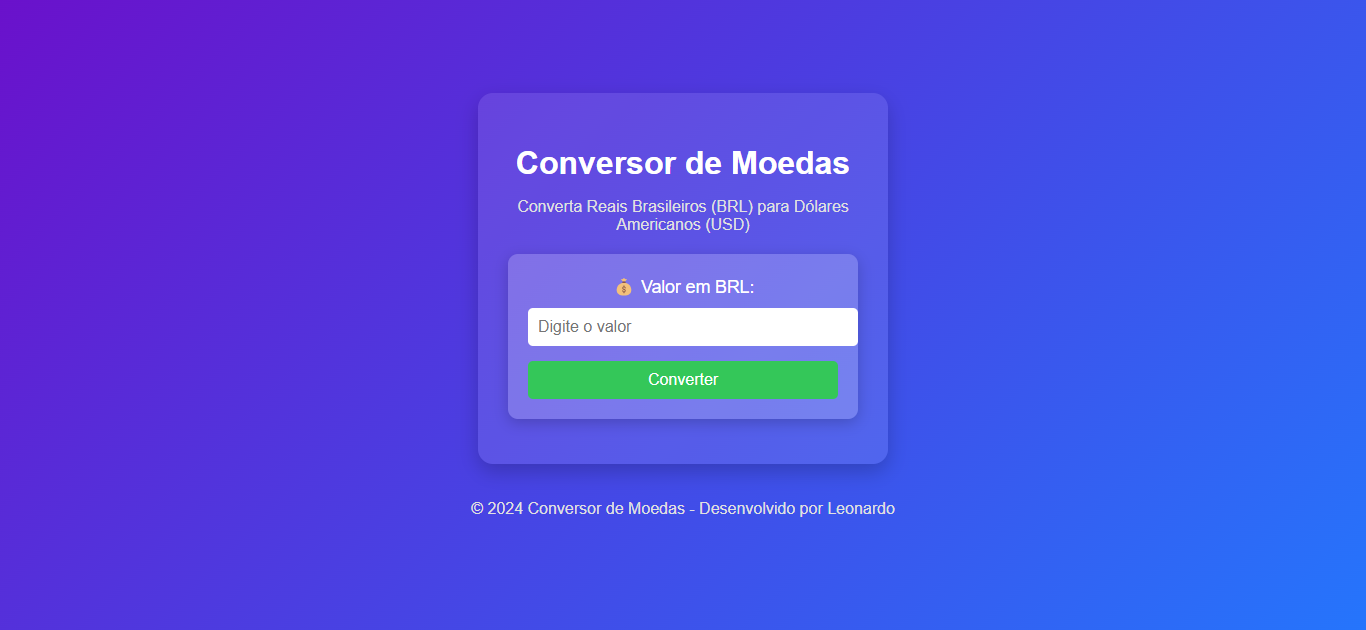 Conversor de Moedas
Converta Reais Brasileiros (BRL) para Dólares
Americanos (USD)
💰 Valor em BRL:
Digite o valor
Converter
© 2024 Conversor de Moedas - Desenvolvido por Leonardo